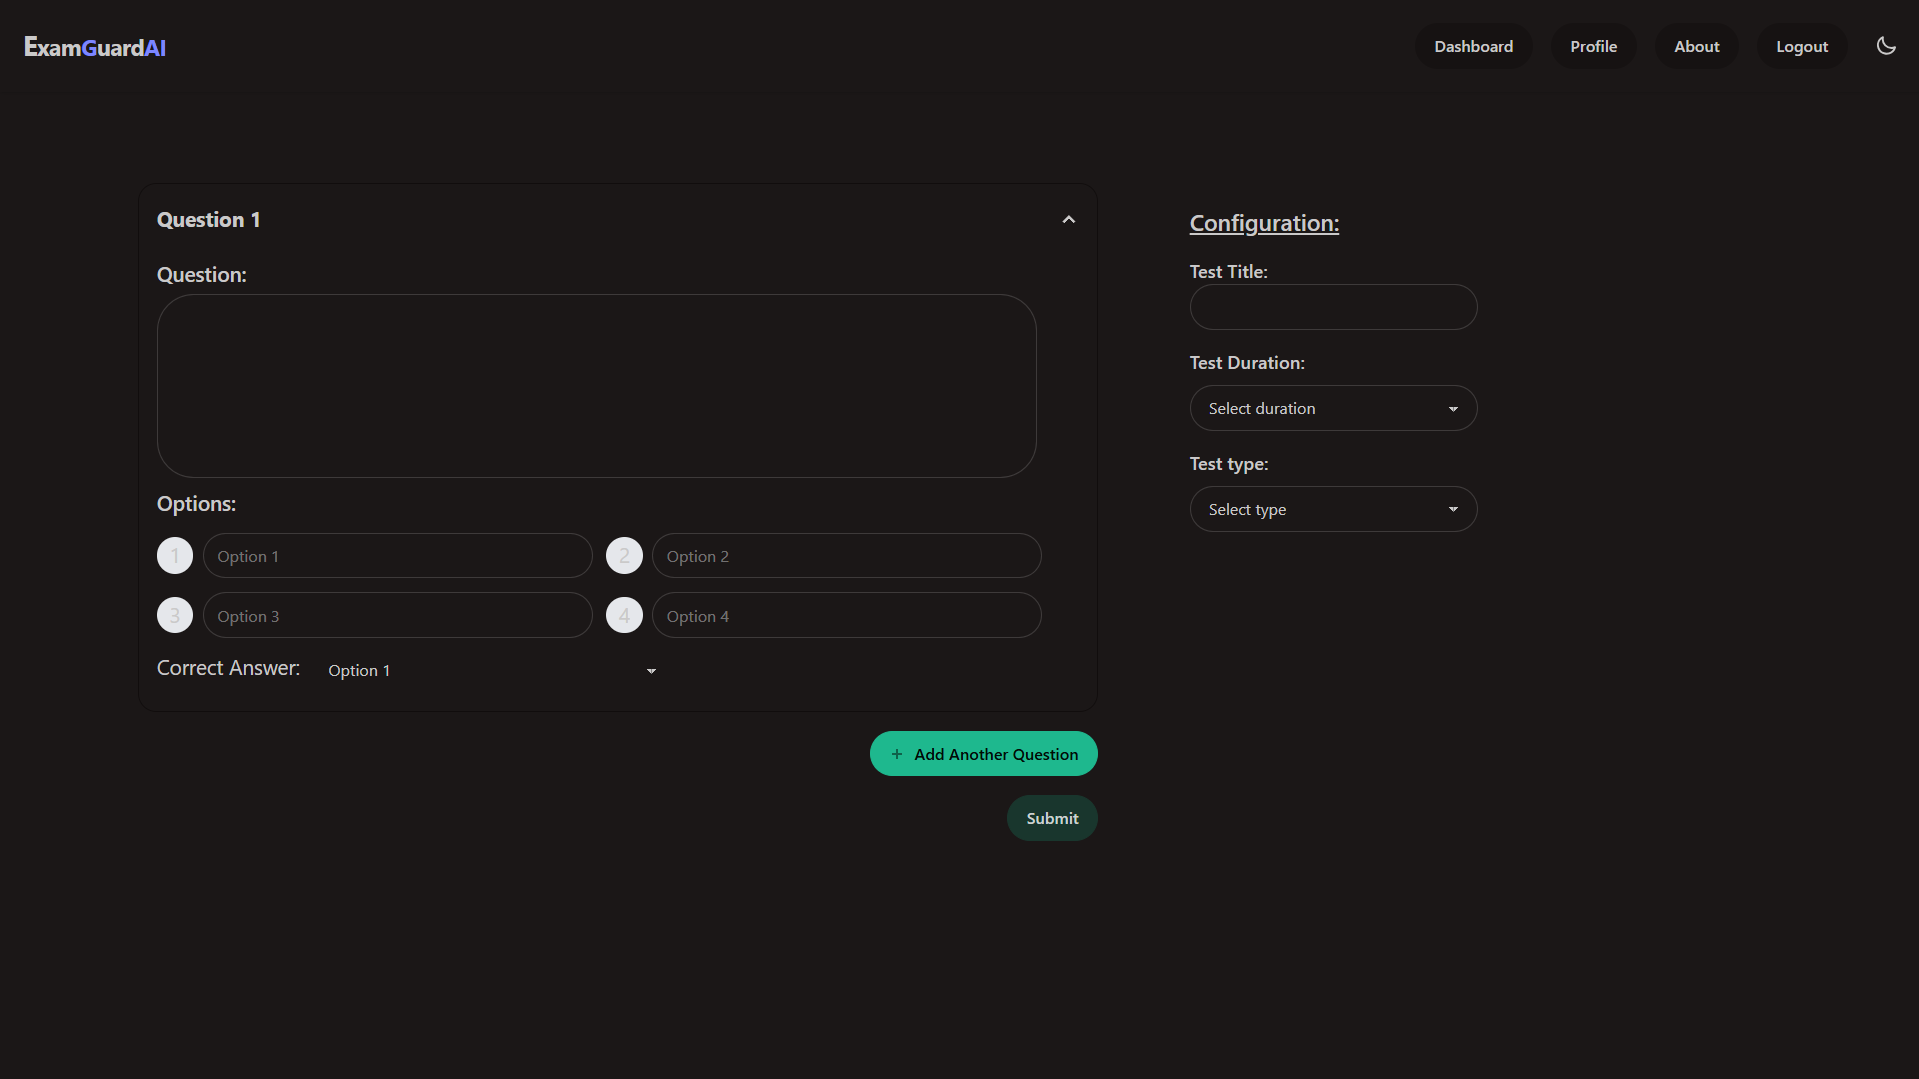 ExamGuardAI
Dashboard
Profile
About
Logout
Question 1
Question:
Options:
1 Option 1
2 Option 2
3 Option 3
4 Option 4
Correct Answer: Option 1
+ Add Another Question
Submit
Configuration:
Test Title:
Test Duration:
Select duration
Test type:
Select type